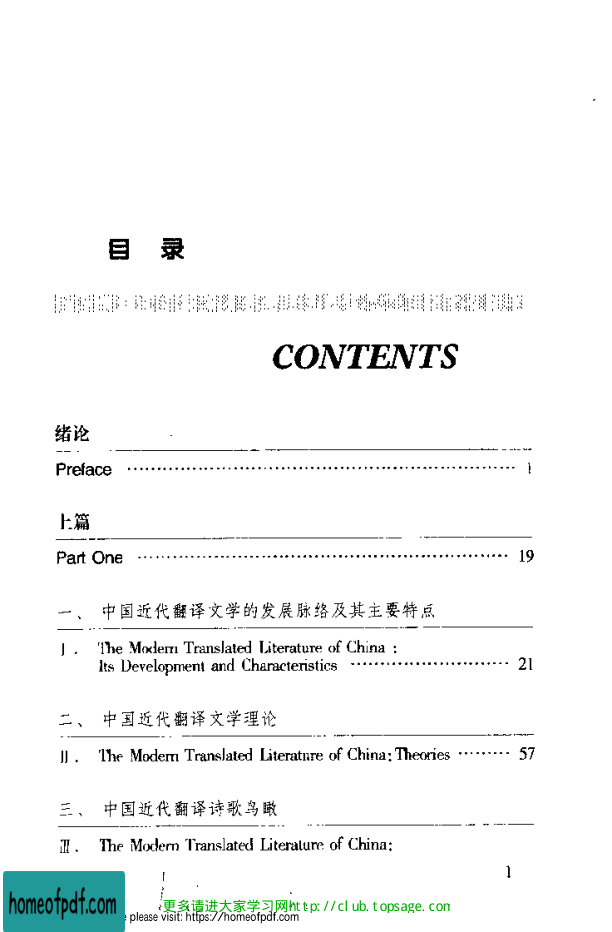 目 录
CONTENTS
绪论
Preface ………………………………………………………… 1
上篇
Part One ……………………………………………………… 19
一、 中国近代翻译文学的发展脉络及其主要特点
Ⅰ. The Modern Translated Literature of China :
Its Development and Characteristics ……………………… 21
二、 中国近代翻译文学理论
Ⅱ. The Modern Translated Literature of China: Theories ……… 57
三、 中国近代翻译诗歌鸟瞰
Ⅲ. The Modern Translated Literature of China:
1
更多请进大家学习网http://club.topsage.com
homeofpdf.com
please visit: https://homeofpdf.com